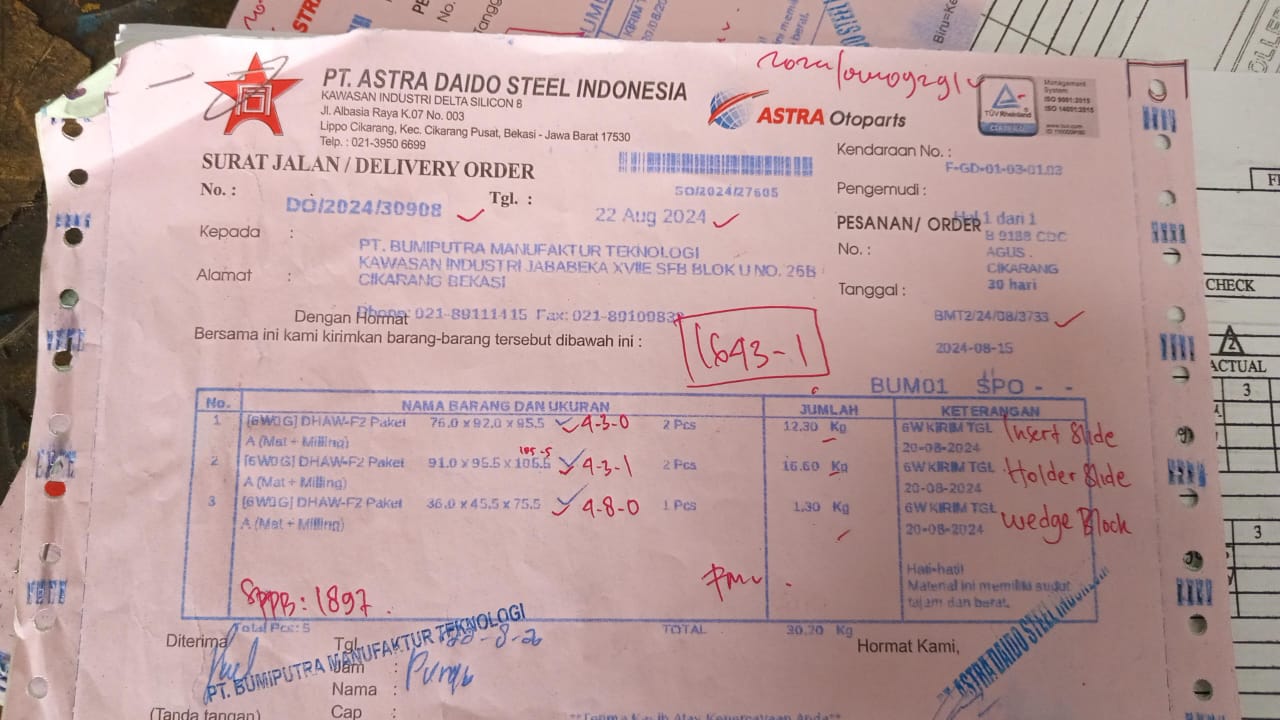 PT. ASTRA DAIDO STEEL INDONESIA
KAWASAN INDUSTRI DELTA SILICON 8
Jl. Albasia Raya K.07 No. 003
Lippo Cikarang, Kec. Cikarang Pusat, Bekasi - Jawa Barat 17530
Telp. : 021-3950 6699
ASTRA Otoparts
TÜVRheinland
CERTIFIED
Management
System
ISO 9001:2015
ISO 14001:2015
www.tuv.com
SURAT JALAN / DELIVERY ORDER
SO/2024/27605
No. : DO/2024/30908 Tgl. : 22 Aug 2024
Kendaraan No. : F-GD-01-03-01.03
Pengemudi :
PESANAN/ ORDER Hal 1 dari 1
B 9188 CDC
No. : AGUS .
CIKARANG
Tanggal : 30 hari
BMT2/24/08/3733
2024-08-15
Kepada : PT. BUMIPUTRA MANUFAKTUR TEKNOLOGI
Alamat : KAWASAN INDUSTRI JABABEKA XVIIE SFB BLOK U NO. 26B
CIKARANG BEKASI
Phone: 021-89111415 Fax: 021-8910983
Dengan Hormat
Bersama ini kami kirimkan barang-barang tersebut dibawah ini :
1643-1
BUM01 SPO - -
No. NAMA BARANG DAN UKURAN JUMLAH KETERANGAN
1 DHAW-F2 Paket 76.0 x 92.0 x 95.5 4-3-0 2 Pcs 12.30 Kg 6W KIRIM TGL Insert Slide
A (Mat + Milling) 20-08-2024
2 DHAW-F2 Paket 91.0 x 95.5 x 105.5 105.5 4-3-1 2 Pcs 16.60 Kg 6W KIRIM TGL Holder Slide
A (Mat + Milling) 20-08-2024
3 DHAW-F2 Paket 36.0 x 45.5 x 75.5 4-8-0 1 Pcs 1.30 Kg 6W KIRIM TGL Wedge Block
A (Mat + Milling) 20-08-2024
Hati-hati!
Material ini memiliki sudut
tajam dan berat.
SPPB : 1897
Total Pcs: 5 TOTAL 30.20 Kg
Diterima Tgl
Hormat Kami,
PT. BUMIPUTRA MANUFAKTUR TEKNOLOGI
ASTRA DAIDO STEEL
Jam :
Nama :
Cap :
(Tanda tangan)
CHECK
ACTUAL
2
3
3